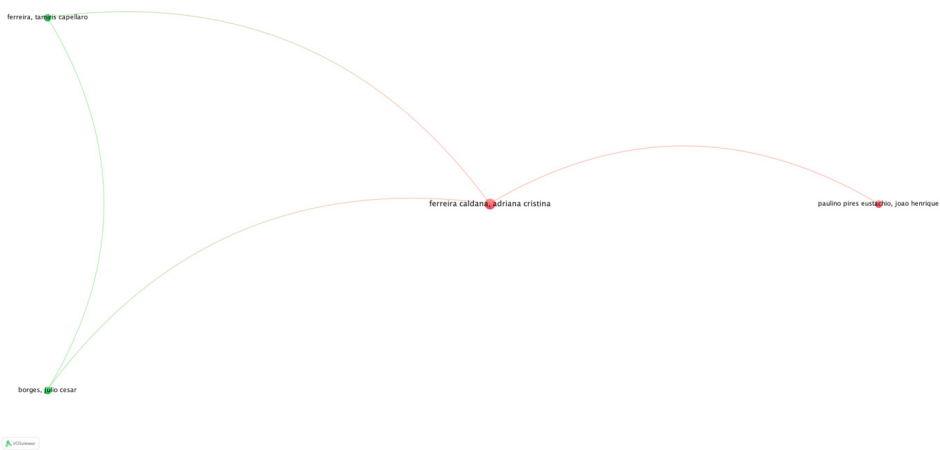 ferreira, tamiris capellaro
ferreira caldana, adriana cristina
paulino pires eustachio, joao henrique
borges, julio cesar
VOSviewer